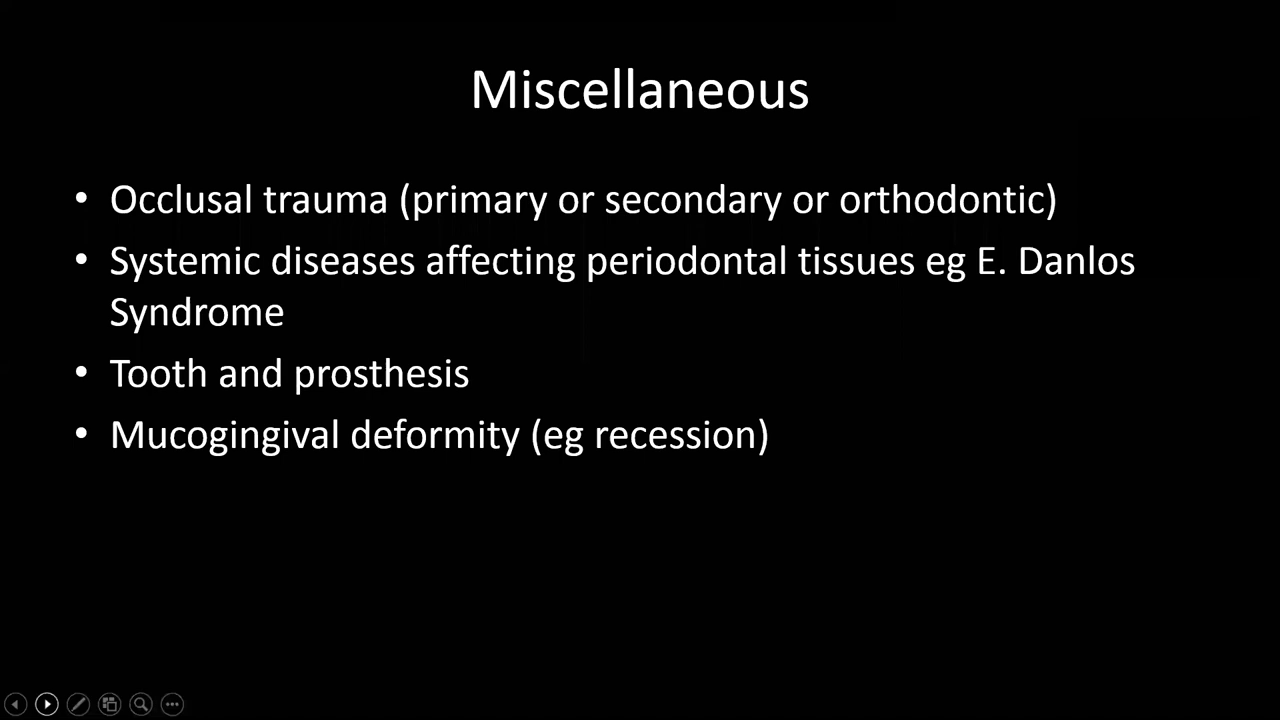 Miscellaneous
• Occlusal trauma (primary or secondary or orthodontic)
• Systemic diseases affecting periodontal tissues eg E. Danlos
Syndrome
• Tooth and prosthesis
• Mucogingival deformity (eg recession)